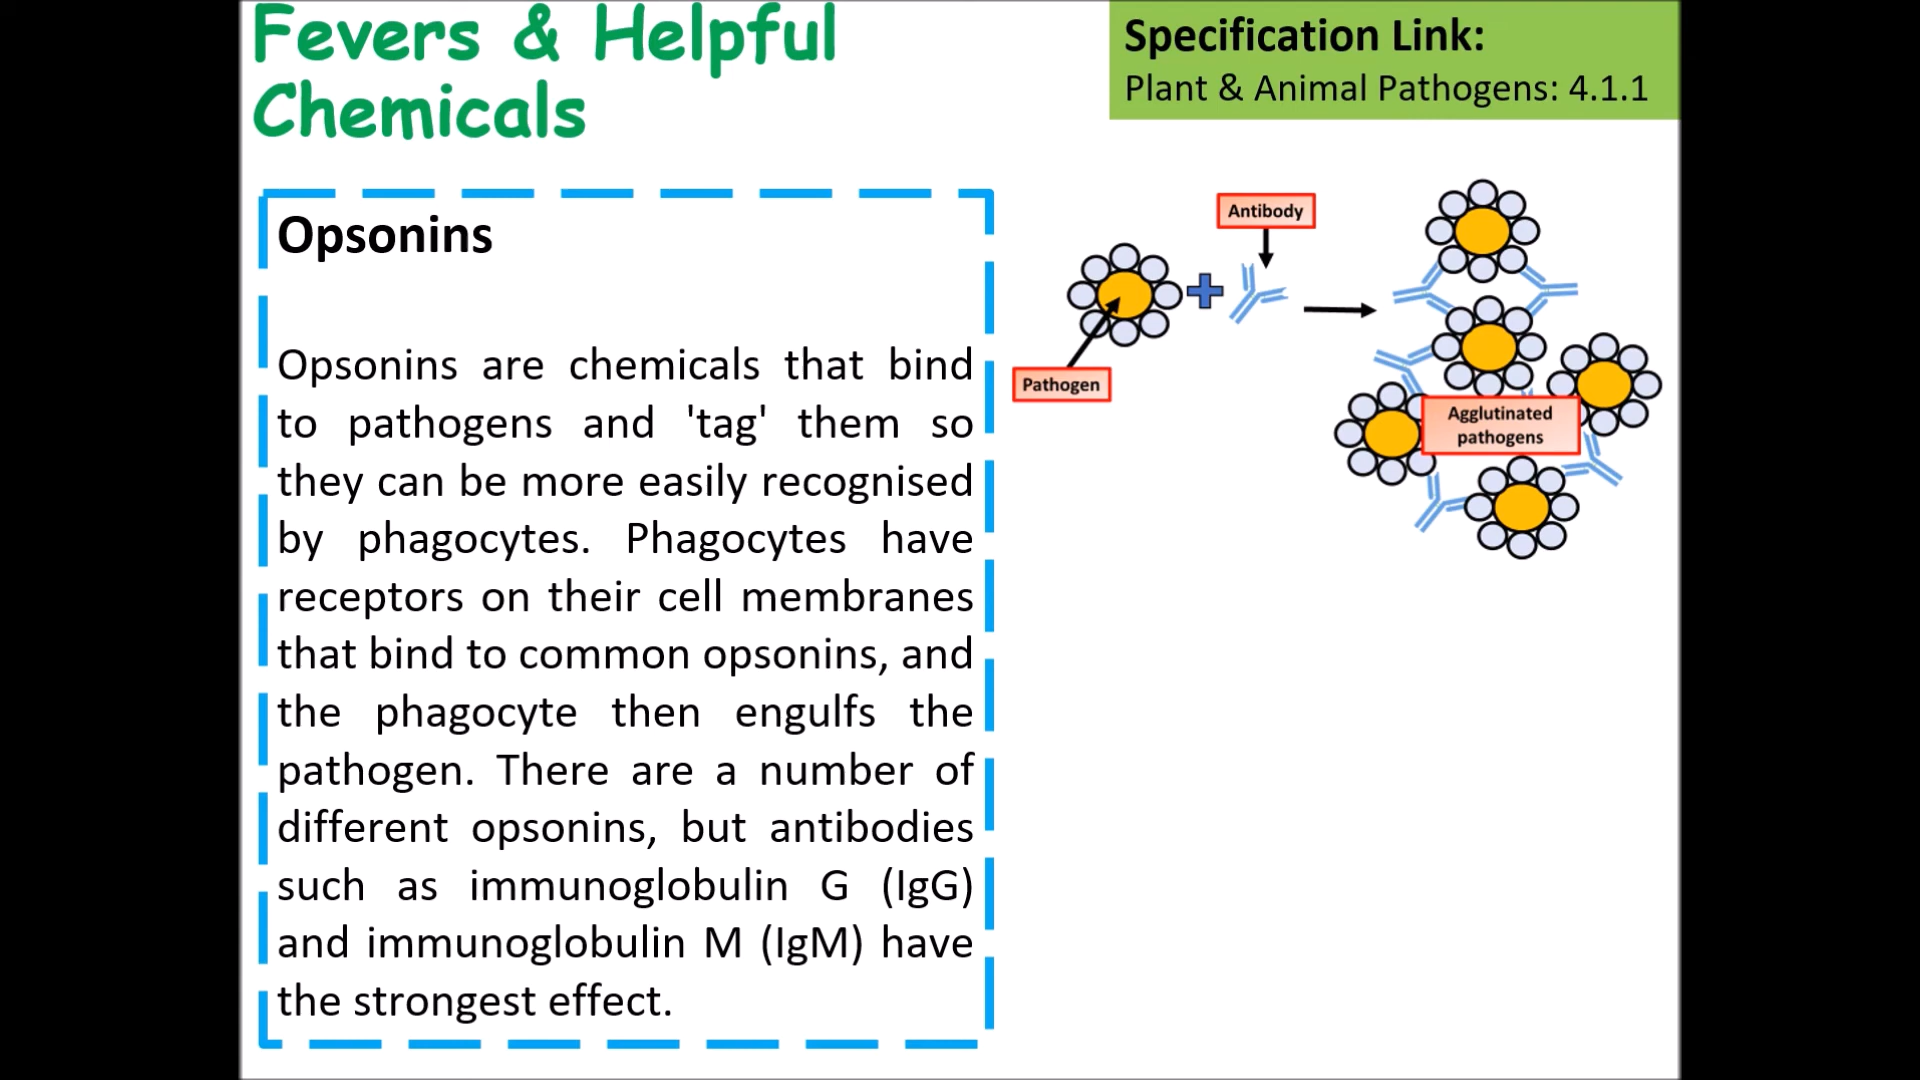 Fevers & Helpful
Chemicals
Specification Link:
Plant & Animal Pathogens: 4.1.1
Opsonins
Opsonins are chemicals that bind
to pathogens and 'tag' them so
they can be more easily recognised
by phagocytes. Phagocytes have
receptors on their cell membranes
that bind to common opsonins, and
the phagocyte then engulfs the
pathogen. There are a number of
different opsonins, but antibodies
such as immunoglobulin G (IgG)
and immunoglobulin M (IgM) have
the strongest effect.
Antibody
Pathogen
Agglutinated
pathogens